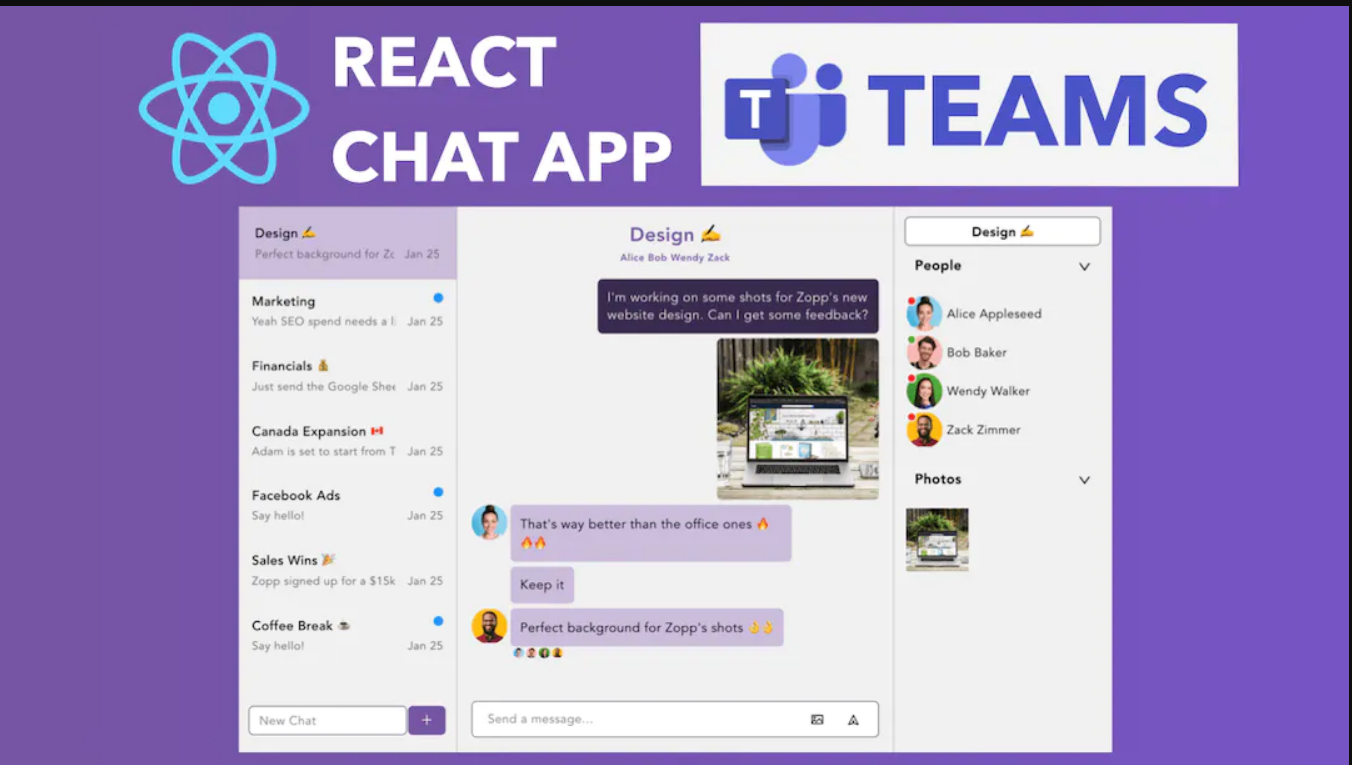 REACT
CHAT APP
T
TEAMS
Design ✍️
Perfect background for Zo Jan 25
Marketing
Yeah SEO spend needs a li Jan 25
Financials 💰
Just send the Google Shee Jan 25
Canada Expansion 🇨🇦
Adam is set to start from T Jan 25
Facebook Ads
Say hello! Jan 25
Sales Wins 🎉
Zopp signed up for a $15k Jan 25
Coffee Break ☕
Say hello! Jan 25
New Chat +
Design ✍️
Alice Bob Wendy Zack
I'm working on some shots for Zopp's new
website design. Can I get some feedback?
That's way better than the office ones 🔥
🔥🔥
Keep it
Perfect background for Zopp's shots 👌👌
Send a message...
Design ✍️
People
Alice Appleseed
Bob Baker
Wendy Walker
Zack Zimmer
Photos